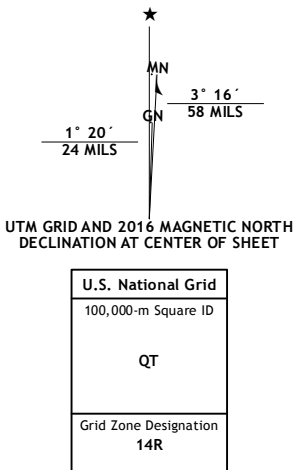 ★
MN
3° 16´
58 MILS
GN
1° 20´
24 MILS
UTM GRID AND 2016 MAGNETIC NORTH
DECLINATION AT CENTER OF SHEET
U.S. National Grid
100,000-m Square ID
QT
Grid Zone Designation
14R